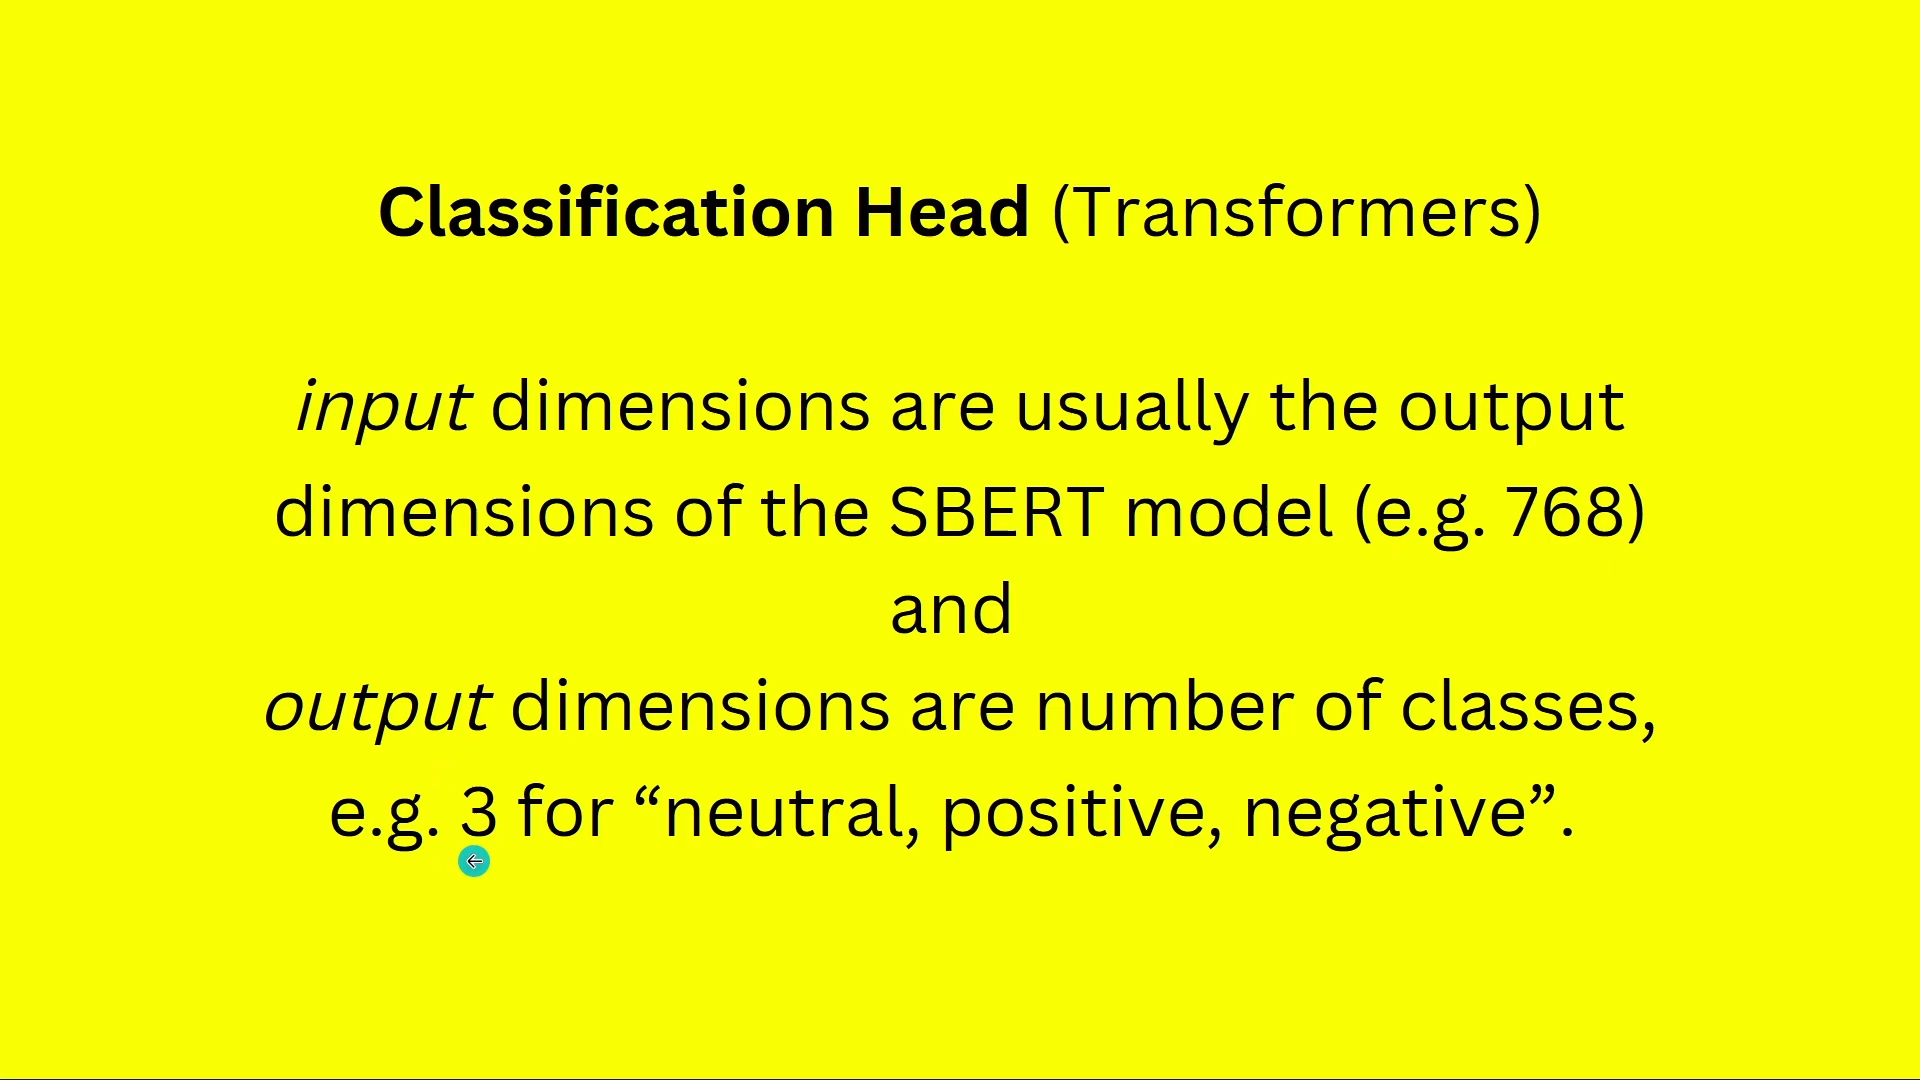 Classification Head (Transformers)
input dimensions are usually the output
dimensions of the SBERT model (e.g. 768)
and
output dimensions are number of classes,
e.g. 3 for “neutral, positive, negative”.